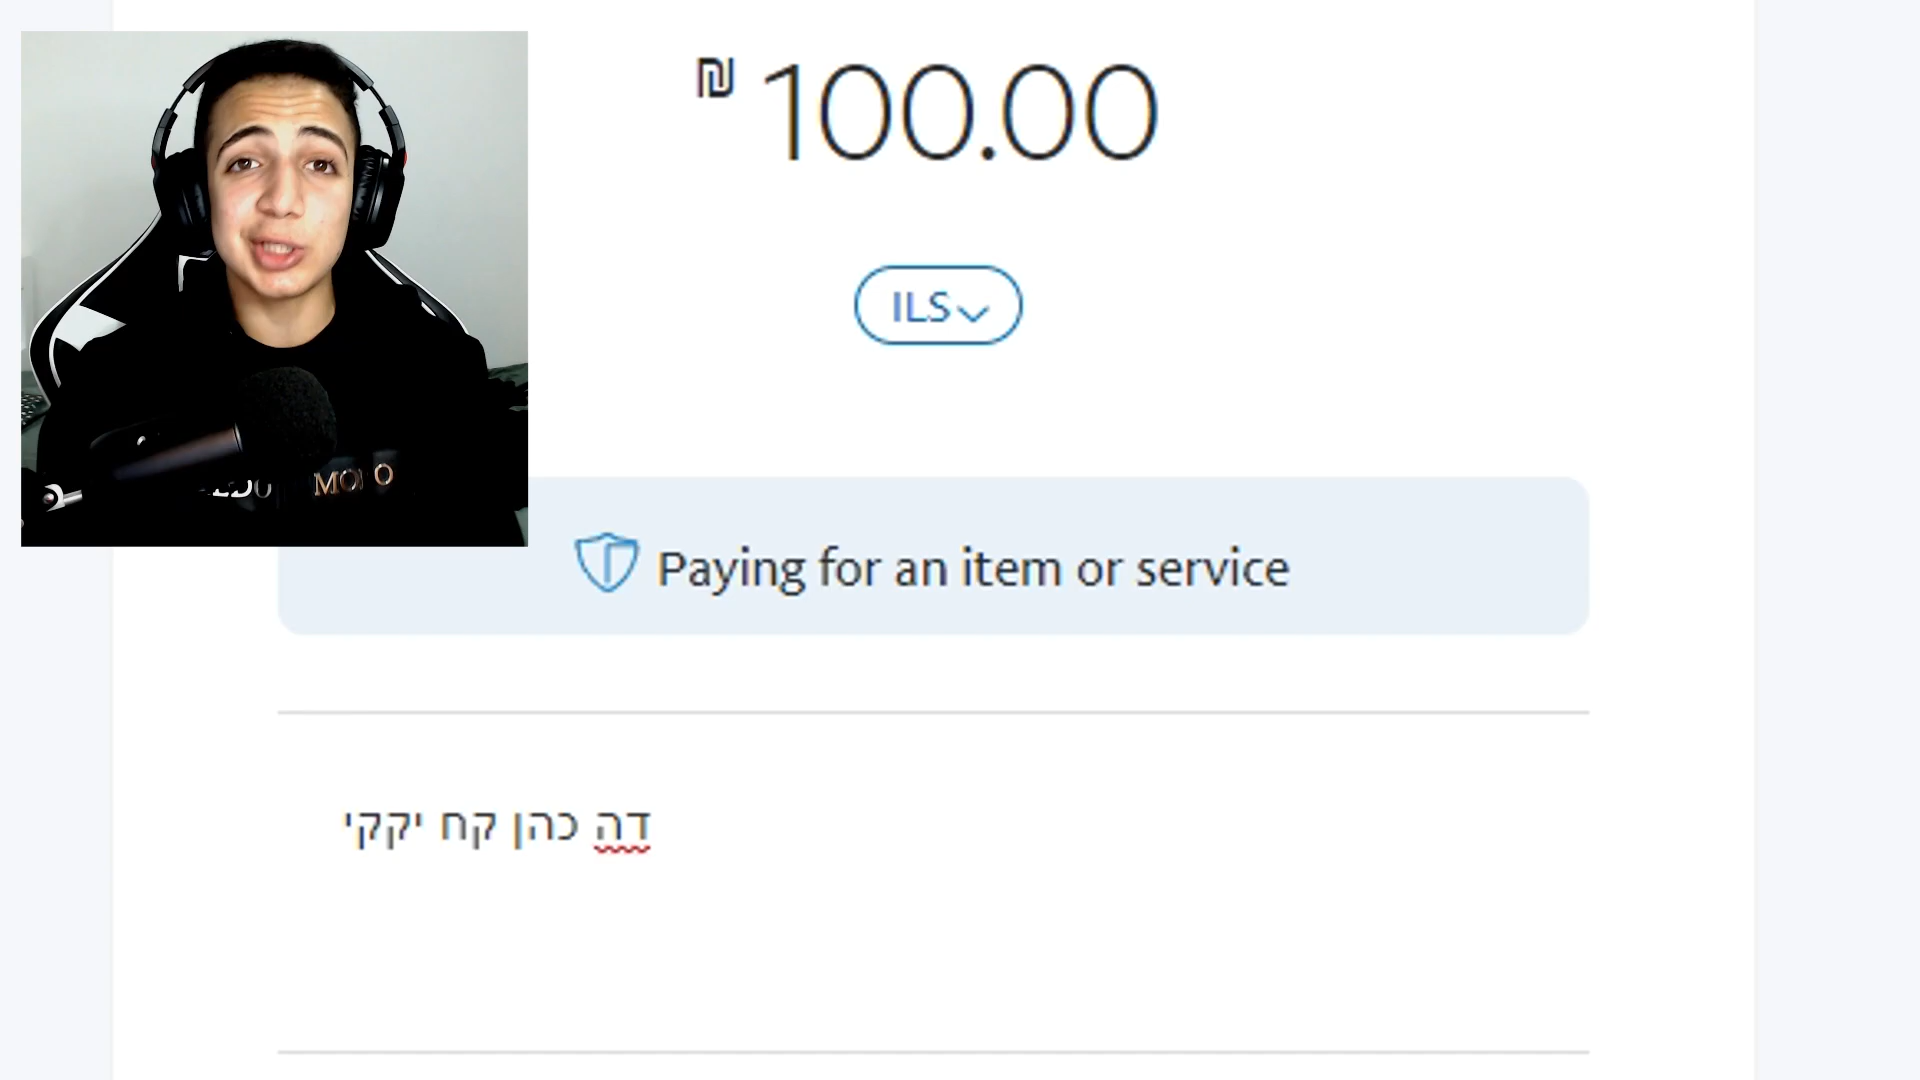 ₪ 100.00
ILS
Paying for an item or service
דה כהן קח יקקי